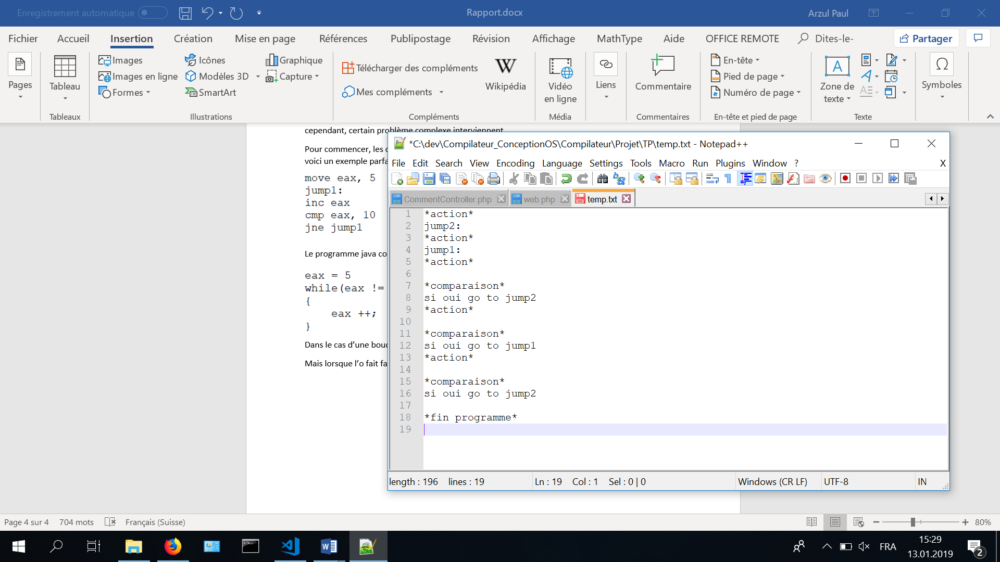 Enregistrement automatique
Rapport.docx
Arzul Paul
Fichier Accueil Insertion Création Mise en page Références Publipostage Révision Affichage MathType Aide OFFICE REMOTE Dites-le- Partager
Pages
Tableau
Tableaux
Images
Images en ligne
Formes
Icônes
Modèles 3D
SmartArt
Graphique
Capture
Illustrations
Télécharger des compléments
Mes compléments
W
Wikipédia
Compléments
Vidéo
en ligne
Média
Liens
Commentaire
Commentaires
En-tête
Pied de page
Numéro de page
En-tête et pied de page
A
Zone de
texte
Texte
Ω
Symboles
cependant, certain problème complexe interviennent
Pour commencer, les
voici un exemple
move eax, 5
jump1:
inc eax
cmp eax, 10
jne jump1
Le programme java
eax = 5
while(eax !=
{
eax ++;
}
Dans le cas d’une
Mais lorsque l’o fait
*C:\dev\Compilateur_ConceptionOS\Compilateur\Projet\TP\temp.txt - Notepad++
File Edit Search View Encoding Language Settings Tools Macro Run Plugins Window ? X
CommentController.php web.php temp.txt
1 *action*
2 jump2:
3 *action*
4 jump1:
5 *action*
6
7 *comparaison*
8 si oui go to jump2
9 *action*
10
11 *comparaison*
12 si oui go to jump1
13 *action*
14
15 *comparaison*
16 si oui go to jump2
17
18 *fin programme*
19
length : 196 lines : 19 Ln : 19 Col : 1 Sel : 0 | 0 Windows (CR LF) UTF-8 IN
Page 4 sur 4 704 mots Français (Suisse) 80%
FRA
15:29
13.01.2019
2